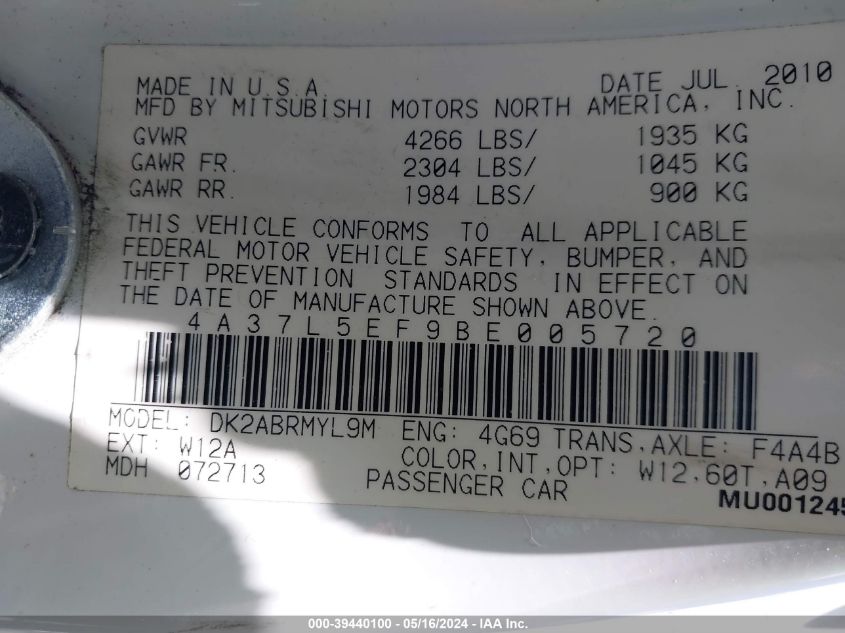 MADE IN U.S.A. DATE JUL. 2010
MFD BY MITSUBISHI MOTORS NORTH AMERICA, INC.
GVWR 4266 LBS/ 1935 KG
GAWR FR. 2304 LBS/ 1045 KG
GAWR RR. 1984 LBS/ 900 KG
THIS VEHICLE CONFORMS TO ALL APPLICABLE
FEDERAL MOTOR VEHICLE SAFETY, BUMPER, AND
THEFT PREVENTION STANDARDS IN EFFECT ON
THE DATE OF MANUFACTURE SHOWN ABOVE.
4A37L5EF9BE005720
MODEL: DK2ABRMYL9M ENG: 4G69 TRANS,AXLE: F4A4B
EXT: W12A COLOR,INT,OPT: W12,60T,A09
MDH 072713 PASSENGER CAR
MU001245
000-39440100 - 05/16/2024 - IAA Inc.